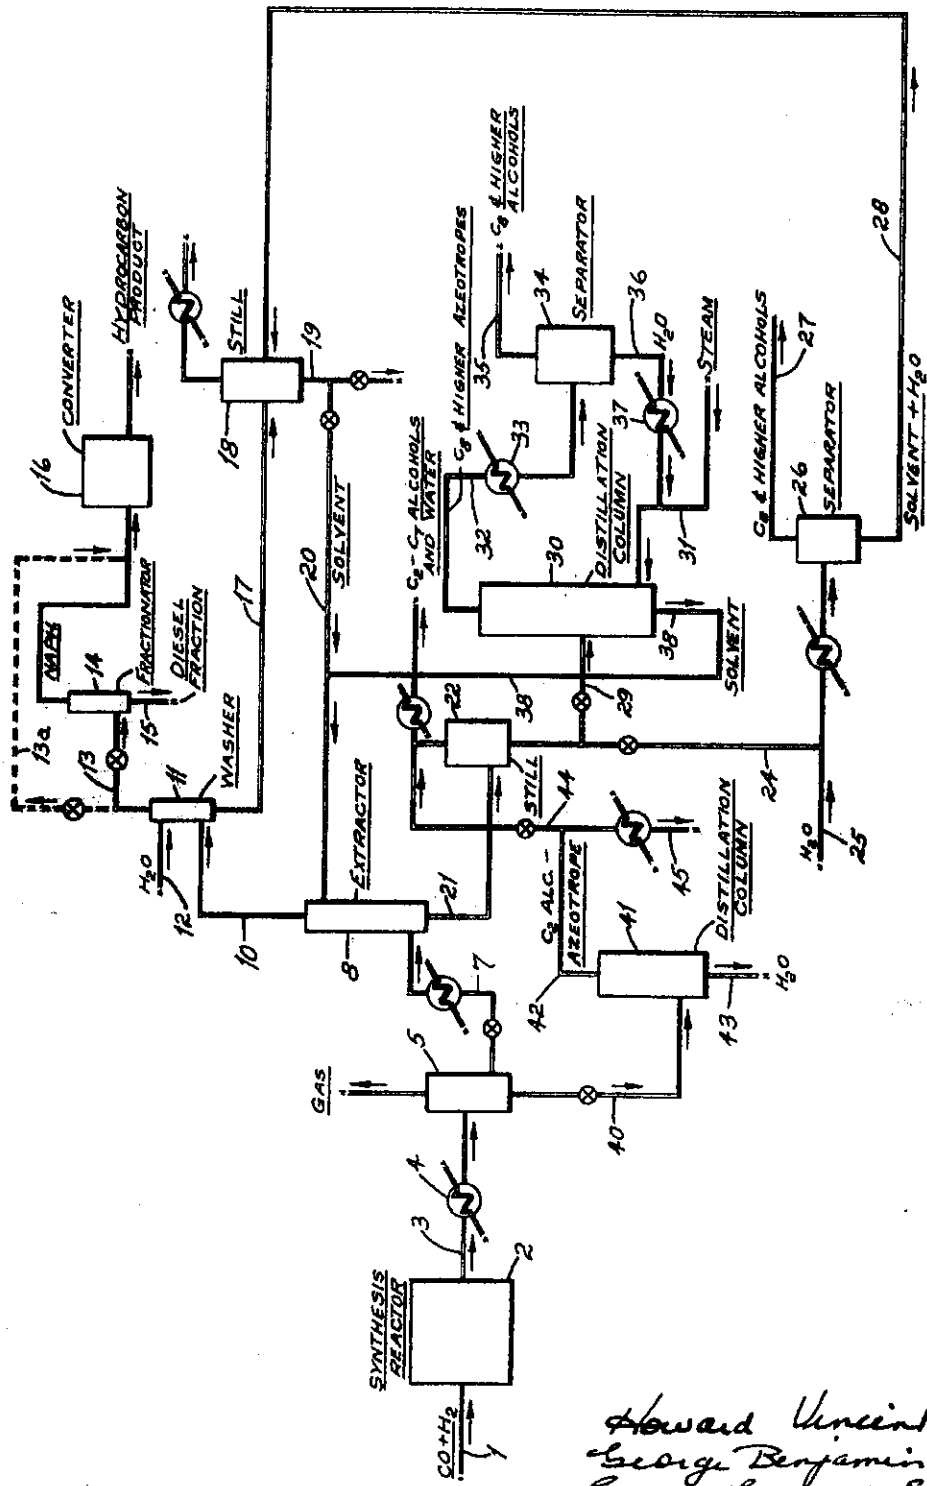 CO+H2
1
SYNTHESIS
REACTOR
2
3
4
GAS
5
7
40
8
EXTRACTOR
10
H2O
12
11
WASHER
13
13a
14
NAPH
FRACTIONATOR
15
DIESEL
FRACTION
16
CONVERTER
HYDROCARBON
PRODUCT
17
18
STILL
19
20
SOLVENT
21
22
STILL
C2-C7 ALCOHOLS
AND
WATER
44
45
C2 ALC.-
AZEOTROPE
42
41
DISTILLATION
COLUMN
43
H2O
24
H2O
25
26
SEPARATOR
C8 & HIGHER ALCOHOLS
27
SOLVENT + H2O
28
29
30
DISTILLATION
COLUMN
31
STEAM
32
C8 & HIGHER AZEOTROPES
33
34
SEPARATOR
35
C8 & HIGHER
ALCOHOLS
36
H2O
37
38
38
SOLVENT
Howard Vincent
George Benjamin